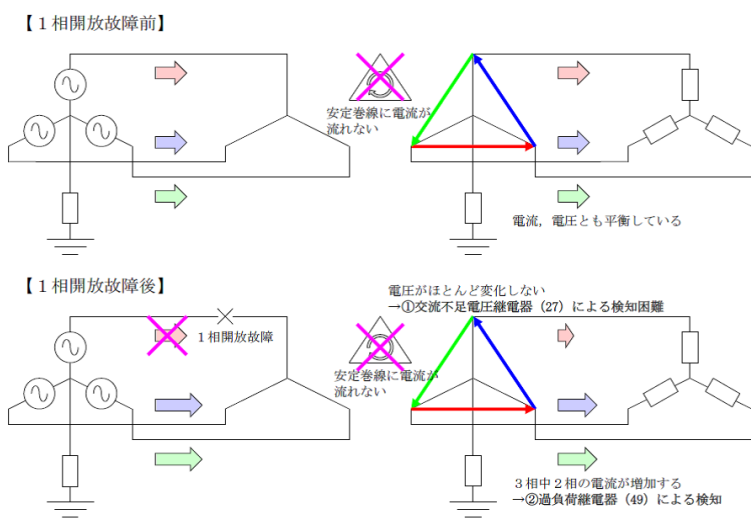 【１相開放故障前】
安定巻線に電流が
流れない
電流，電圧とも平衡している
【１相開放故障後】
１相開放故障
安定巻線に電流が
流れない
電圧がほとんど変化しない
→①交流不足電圧継電器（27）による検知困難
３相中２相の電流が増加する
→②過負荷継電器（49）による検知